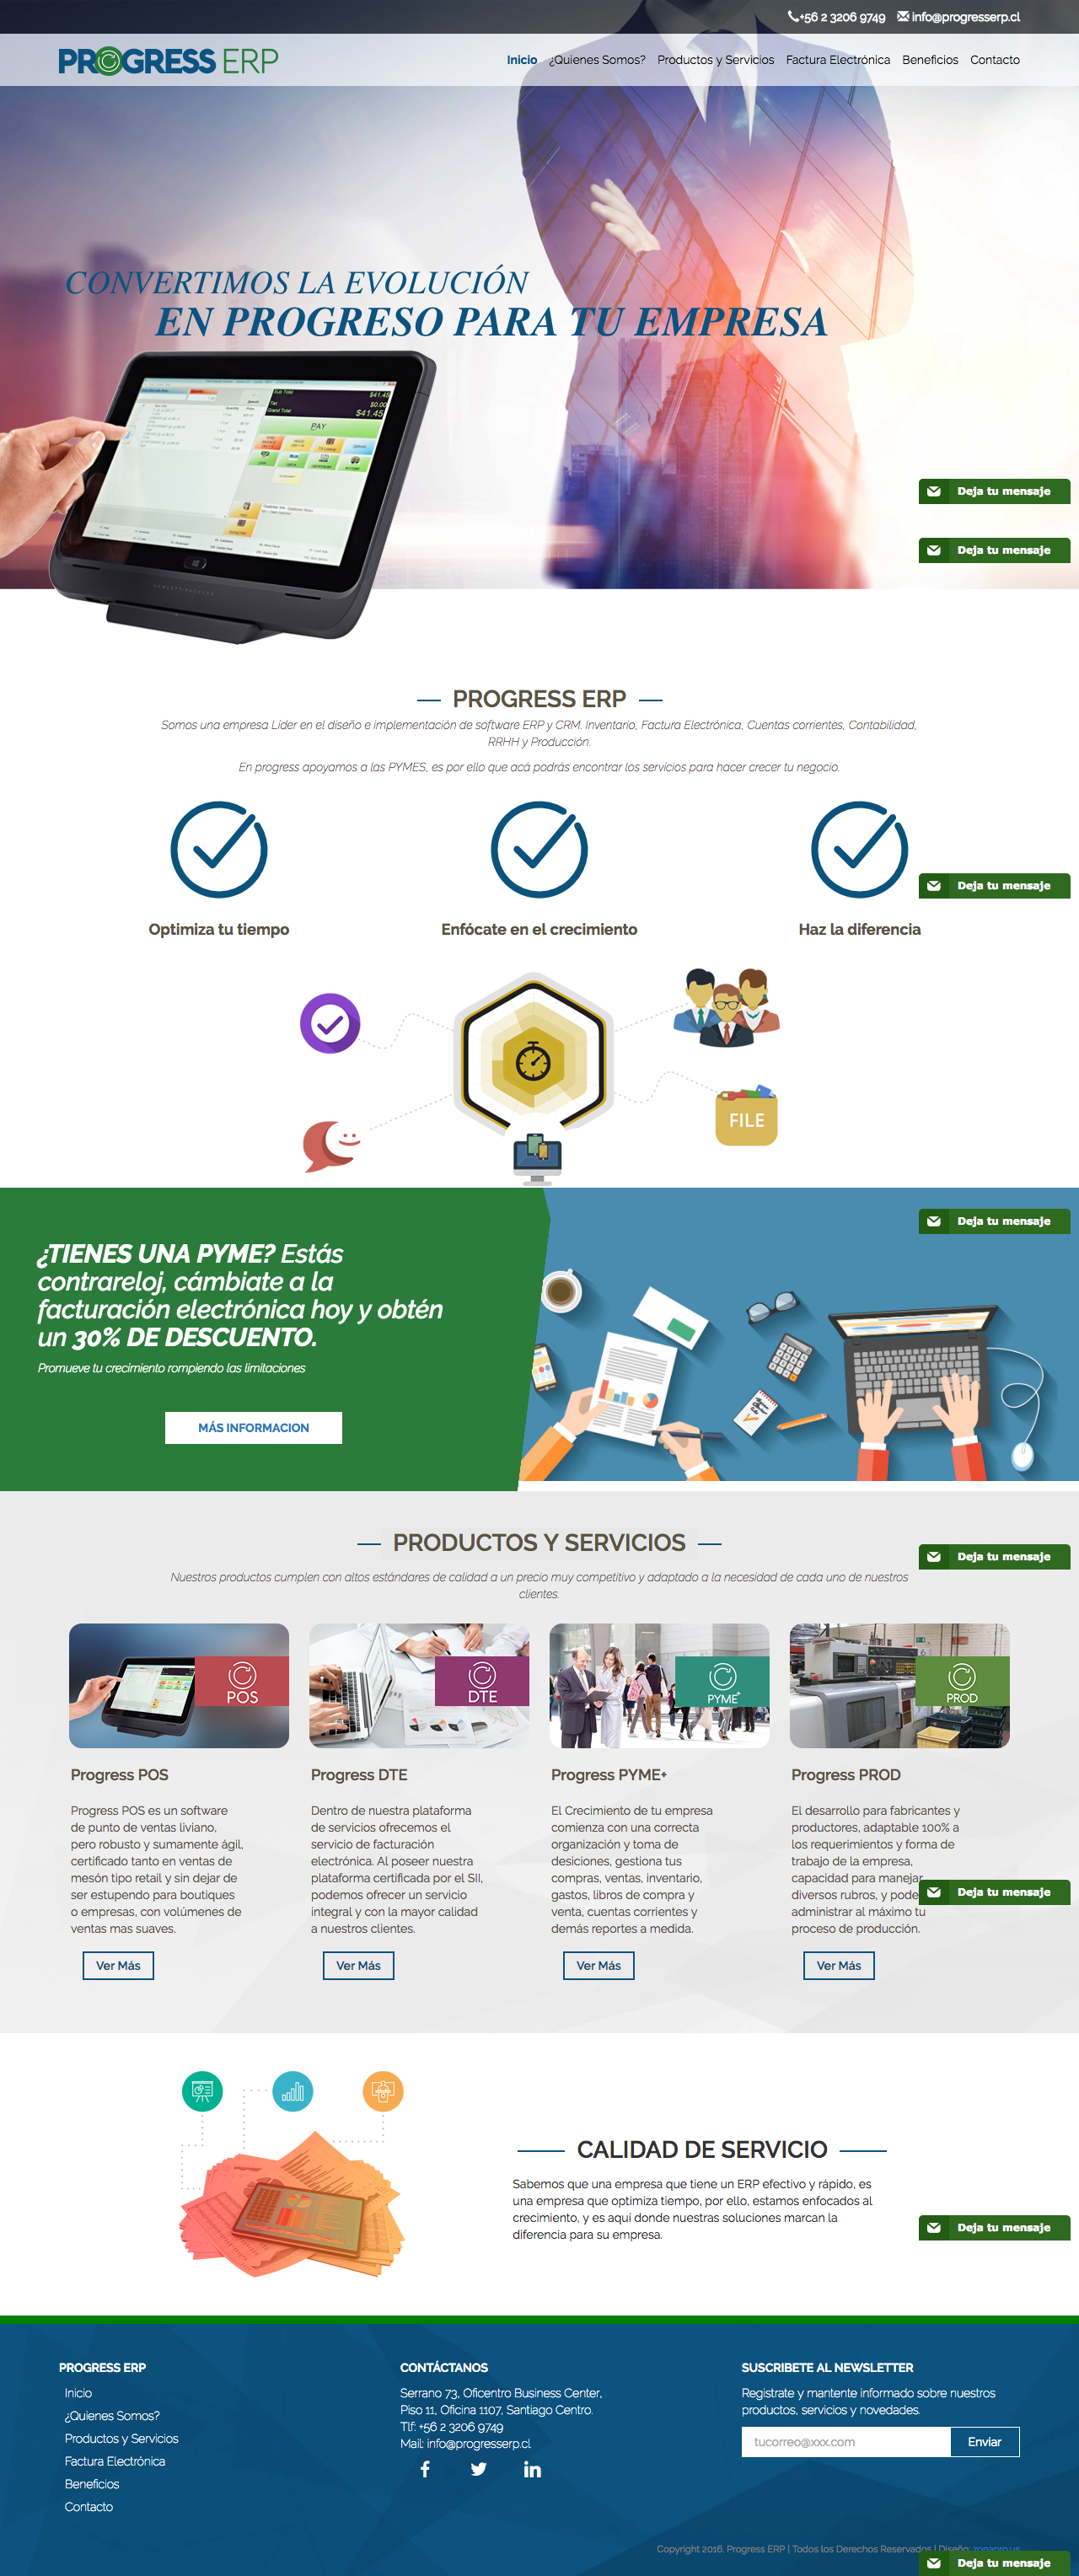 +56 2 3206 9749 info@progresserp.cl
PROGRESS ERP
Inicio ¿Quienes Somos? Productos y Servicios Factura Electrónica Beneficios Contacto
CONVERTIMOS LA EVOLUCIÓN
EN PROGRESO PARA TU EMPRESA
$41.45
$0.00
Grand Total $41.45
PAY
HEWLETT-PACKARD
Deja tu mensaje
Deja tu mensaje
PROGRESS ERP
Somos una empresa Líder en el diseño e implementación de software ERP y CRM. Inventario, Factura Electrónica, Cuentas corrientes, Contabilidad,
RRHH y Producción.
En progress apoyamos a las PYMES, es por ello que acá podrás encontrar los servicios para hacer crecer tu negocio.
Deja tu mensaje
Optimiza tu tiempo
Enfócate en el crecimiento
Haz la diferencia
FILE
Deja tu mensaje
¿TIENES UNA PYME? Estás
contrareloj, cámbiate a la
facturación electrónica hoy y obtén
un 30% DE DESCUENTO.
Promueve tu crecimiento rompiendo las limitaciones
MÁS INFORMACION
PRODUCTOS Y SERVICIOS
Deja tu mensaje
Nuestros productos cumplen con altos estándares de calidad a un precio muy competitivo y adaptado a la necesidad de cada uno de nuestros
clientes.
POS
DTE
PYME+
PROD
Progress POS
Progress POS es un software
de punto de ventas liviano,
pero robusto y sumamente ágil,
certificado tanto en ventas de
mesón tipo retail y sin dejar de
ser estupendo para boutiques
o empresas, con volúmenes de
ventas mas suaves.
Ver Más
Progress DTE
Dentro de nuestra plataforma
de servicios ofrecemos el
servicio de facturación
electrónica. Al poseer nuestra
plataforma certificada por el SII,
podemos ofrecer un servicio
integral y con la mayor calidad
a nuestros clientes.
Ver Más
Progress PYME+
El Crecimiento de tu empresa
comienza con una correcta
organización y toma de
desiciones, gestiona tus
compras, ventas, inventario,
gastos, libros de compra y
venta, cuentas corrientes y
demás reportes a medida.
Ver Más
Progress PROD
El desarrollo para fabricantes y
productores, adaptable 100% a
los requerimientos y forma de
trabajo de la empresa,
capacidad para manejar
diversos rubros, y pode
administrar al máximo tu
proceso de producción.
Ver Más
Deja tu mensaje
CALIDAD DE SERVICIO
Sabemos que una empresa que tiene un ERP efectivo y rápido, es
una empresa que optimiza tiempo, por ello, estamos enfocados al
crecimiento, y es aquí donde nuestras soluciones marcan la
diferencia para su empresa.
Deja tu mensaje
PROGRESS ERP
Inicio
¿Quienes Somos?
Productos y Servicios
Factura Electrónica
Beneficios
Contacto
CONTÁCTANOS
Serrano 73, Oficentro Business Center,
Piso 11, Oficina 1107, Santiago Centro.
Tlf: +56 2 3206 9749
Mail: info@progresserp.cl
SUSCRIBETE AL NEWSLETTER
Registrate y mantente informado sobre nuestros
productos, servicios y novedades.
tucorreo@xxx.com
Enviar
Copyright 2016. Progress ERP | Todos los Derechos Reservados | Diseño: zonapro.us
Deja tu mensaje